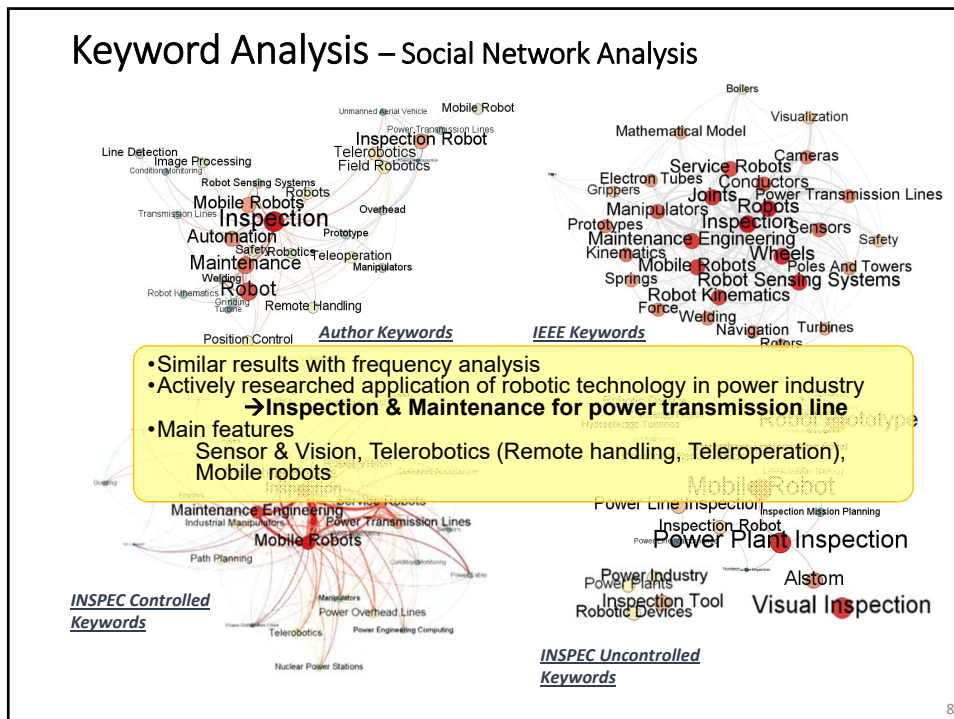 Keyword Analysis – Social Network Analysis
Unmanned Aerial Vehicle
Mobile Robot
Power Transmission Lines
Inspection Robot
Telerobotics
Field Robotics
Line Detection
Image Processing
Condition Monitoring
Robot Sensing Systems
Robots
Mobile Robots
Transmission Lines
Inspection
Overhead
Automation
Prototype
Safety
Robotics
Teleoperation
Maintenance
Manipulators
Welding
Robot
Robot Kinematics
Grinding
Turbine
Remote Handling
Position Control
Author Keywords
Boilers
Visualization
Mathematical Model
Cameras
Service Robots
Electron Tubes
Conductors
Grippers
Joints
Power Transmission Lines
Manipulators
Robots
Prototypes
Inspection
Sensors
Maintenance Engineering
Safety
Kinematics
Wheels
Mobile Robots
Poles And Towers
Springs
Robot Sensing Systems
Robot Kinematics
Force
Welding
Navigation
Turbines
Rotors
IEEE Keywords
•Similar results with frequency analysis
•Actively researched application of robotic technology in power industry
→Inspection & Maintenance for power transmission line
•Main features
Sensor & Vision, Telerobotics (Remote handling, Teleroperation),
Mobile robots
Robot Prototype
Mobile Robot
Service Robots
Maintenance Engineering
Industrial Manipulators
Power Transmission Lines
Sensors
Mobile Robots
Path Planning
Condition Monitoring
Manipulators
Power Overhead Lines
Telerobotics
Power Engineering Computing
Nuclear Power Stations
INSPEC Controlled
Keywords
Power Line Inspection
Inspection Mission Planning
Inspection Robot
Power Plant Inspection
Power Industry
Power Plants
Alstom
Inspection Tool
Robotic Devices
Visual Inspection
INSPEC Uncontrolled
Keywords
8